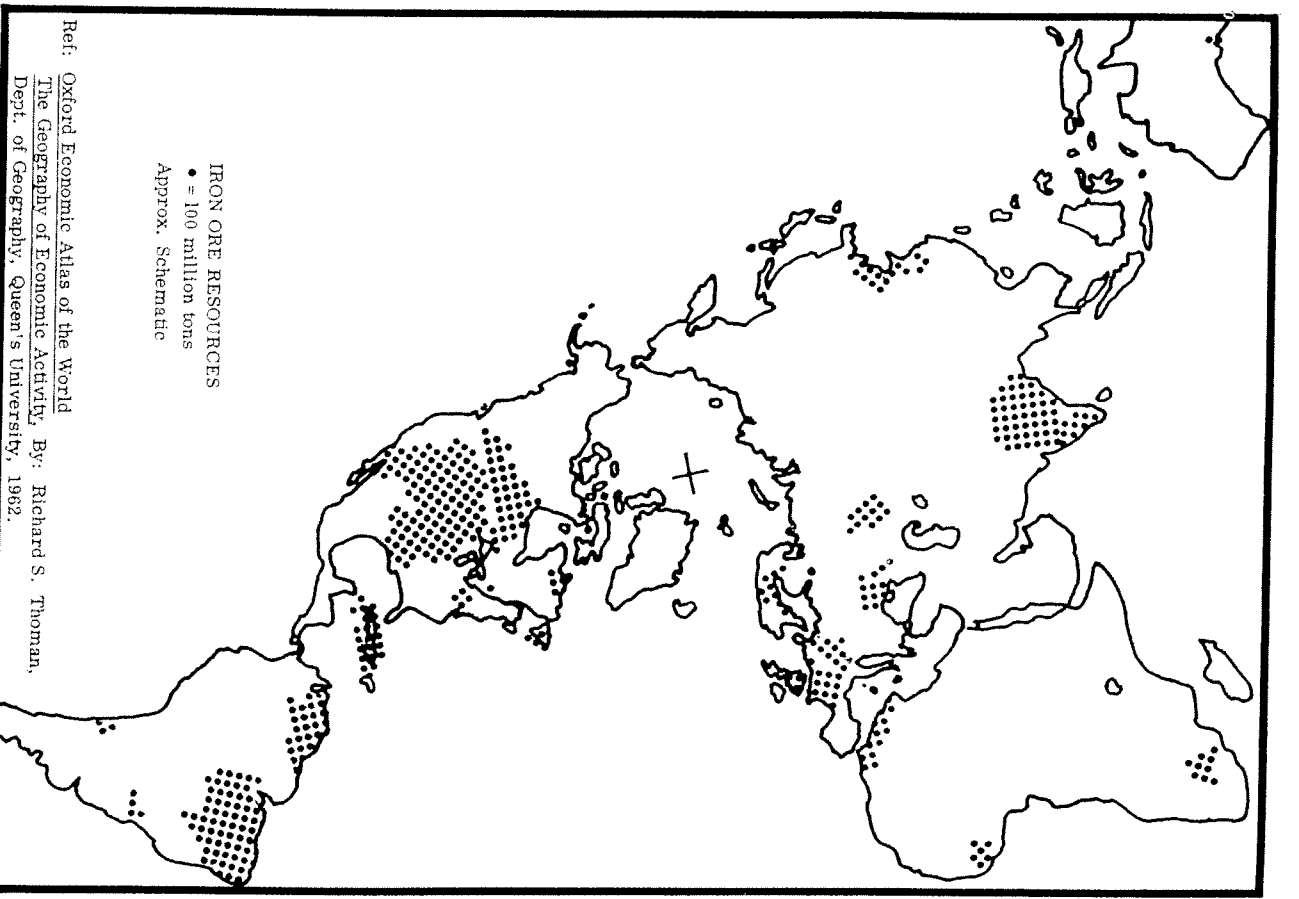 IRON ORE RESOURCES
● = 100 million tons
Approx. Schematic
Ref: Oxford Economic Atlas of the World
The Geography of Economic Activity, By: Richard S. Thoman,
Dept. of Geography, Queen's University, 1962.